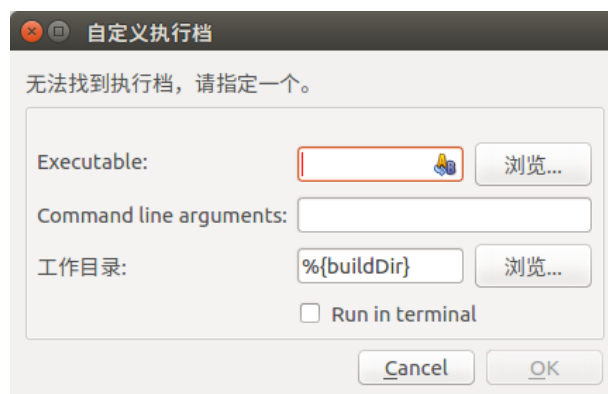 自定义执行档
无法找到执行档，请指定一个。
Executable:
浏览...
Command line arguments:
工作目录: %{buildDir} 浏览...
Run in terminal
Cancel OK